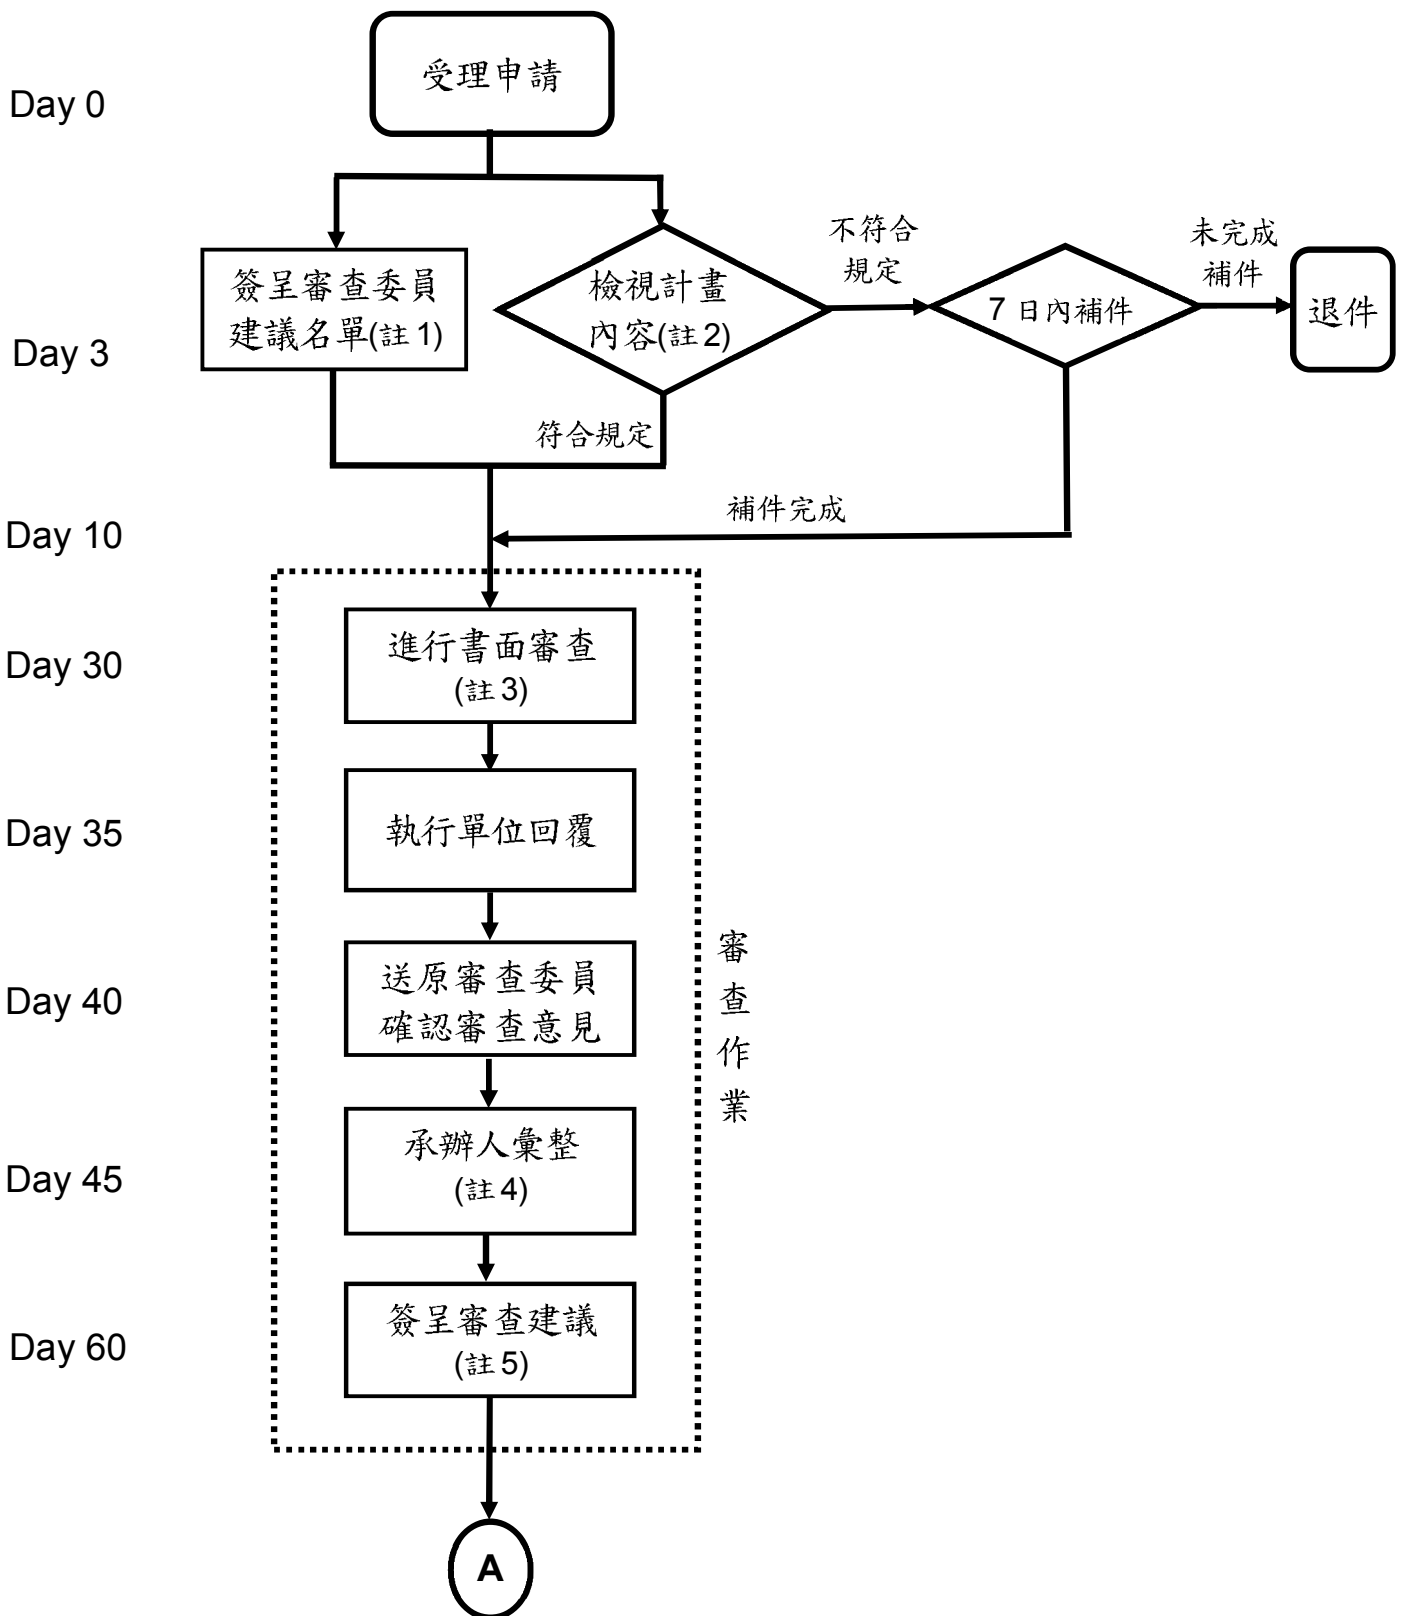 受理申請
Day 0
不符合
規定
未完成
補件
簽呈審查委員
建議名單(註 1)
檢視計畫
內容(註 2)
7 日內補件
退件
Day 3
符合規定
補件完成
Day 10
進行書面審查
(註 3)
Day 30
執行單位回覆
Day 35
送原審查委員
確認審查意見
Day 40
審
查
作
業
承辦人彙整
(註 4)
Day 45
簽呈審查建議
(註 5)
Day 60
A